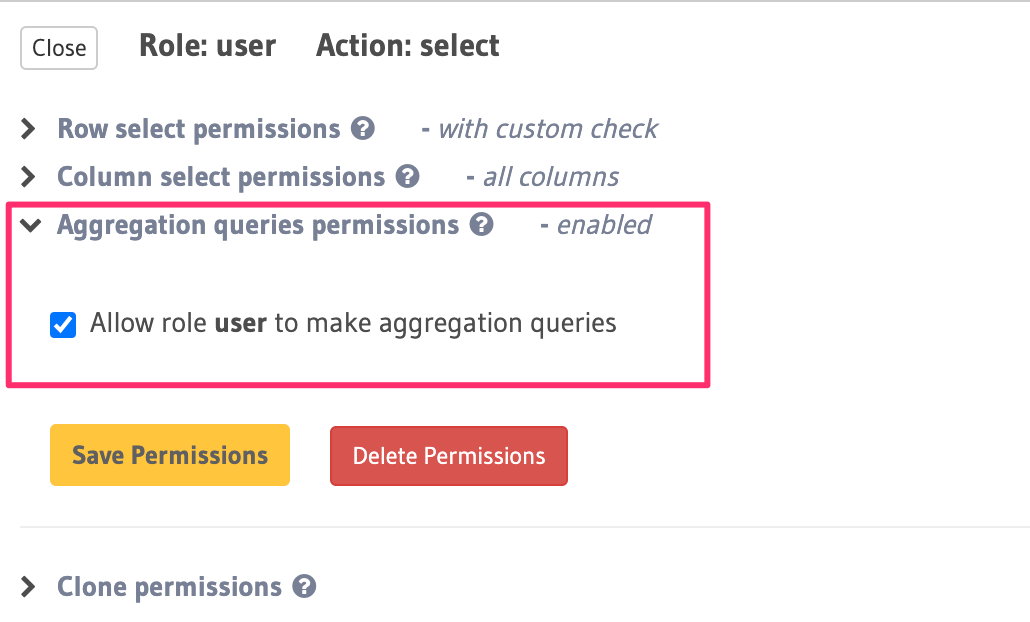 Close Role: user Action: select
Row select permissions ? - with custom check
Column select permissions ? - all columns
Aggregation queries permissions ? - enabled
Allow role user to make aggregation queries
Save Permissions Delete Permissions
Clone permissions ?